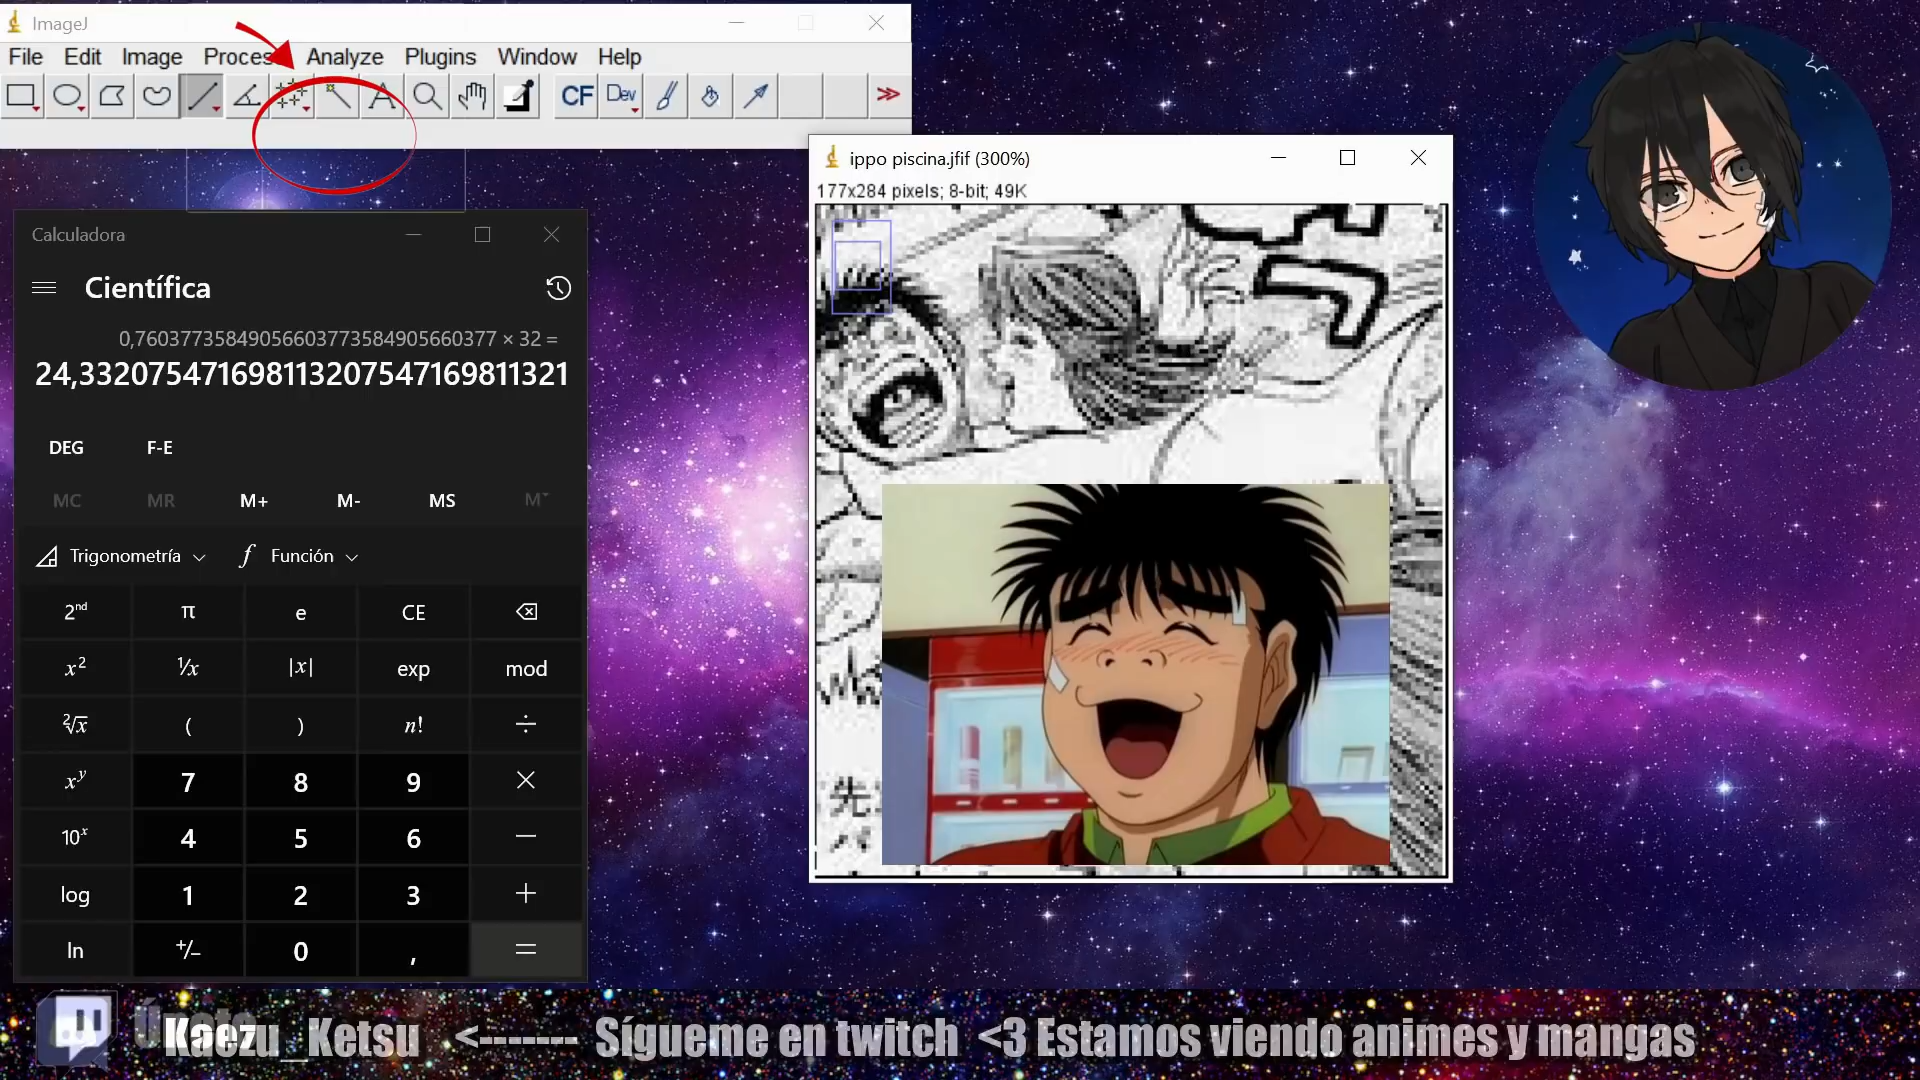 ImageJ
File Edit Image Process Analyze Plugins Window Help
A CF Dev >>
ippo piscina.jfif (300%)
177x284 pixels; 8-bit; 49K
Calculadora
Científica
0,76037735849056603773584905660377 × 32 =
24,332075471698113207547169811321
DEG F-E
MC MR M+ M- MS M˅
Trigonometría f Función
2nd π e CE
x² ¹/x |x| exp mod
²√x ( ) n! ÷
xʸ 7 8 9 ×
10ˣ 4 5 6 −
log 1 2 3 +
ln +/− 0 , =
先
バ
Kaezu_Ketsu <------- Sígueme en twitch <3 Estamos viendo animes y mangas